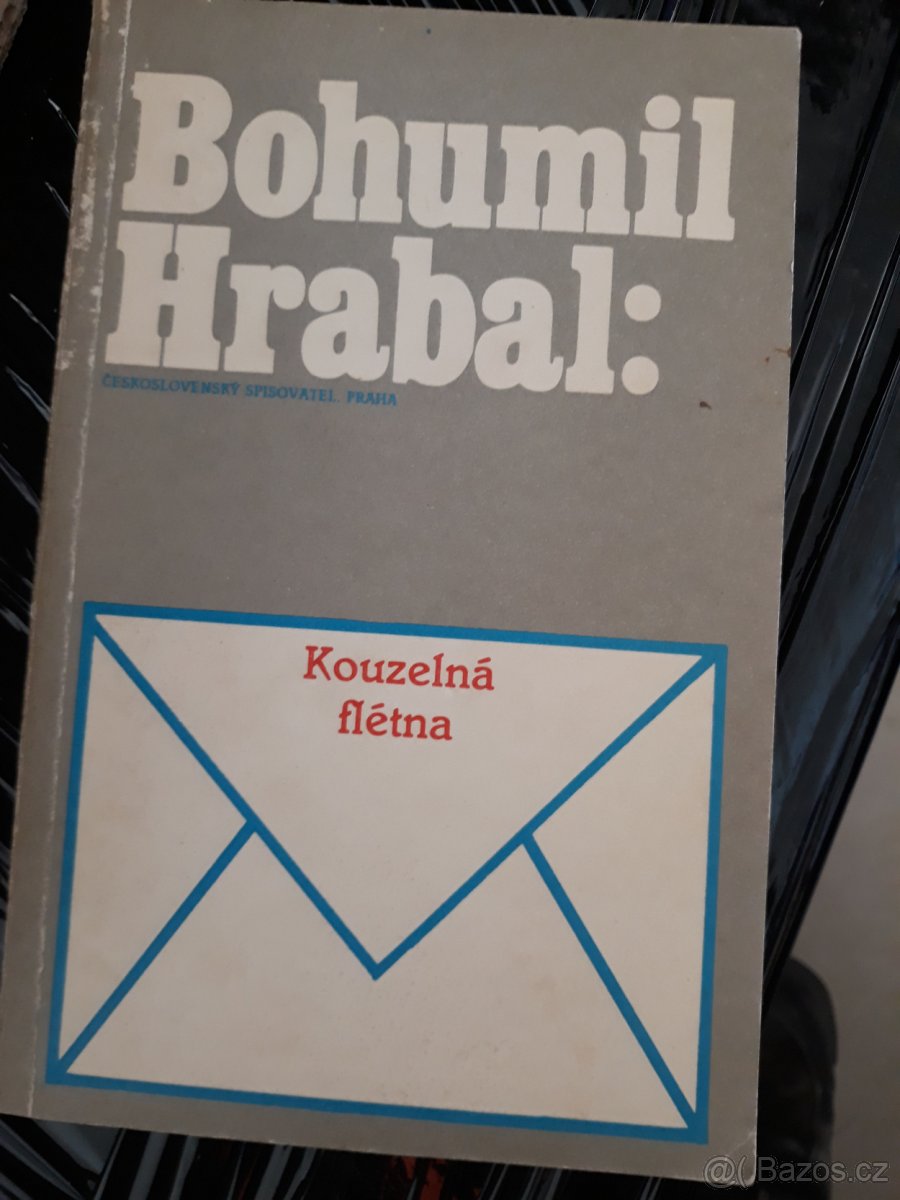 Bohumil
Hrabal:
ČESKOSLOVENSKÝ SPISOVATEL, PRAHA
Kouzelná
flétna
@( Bazos.cz